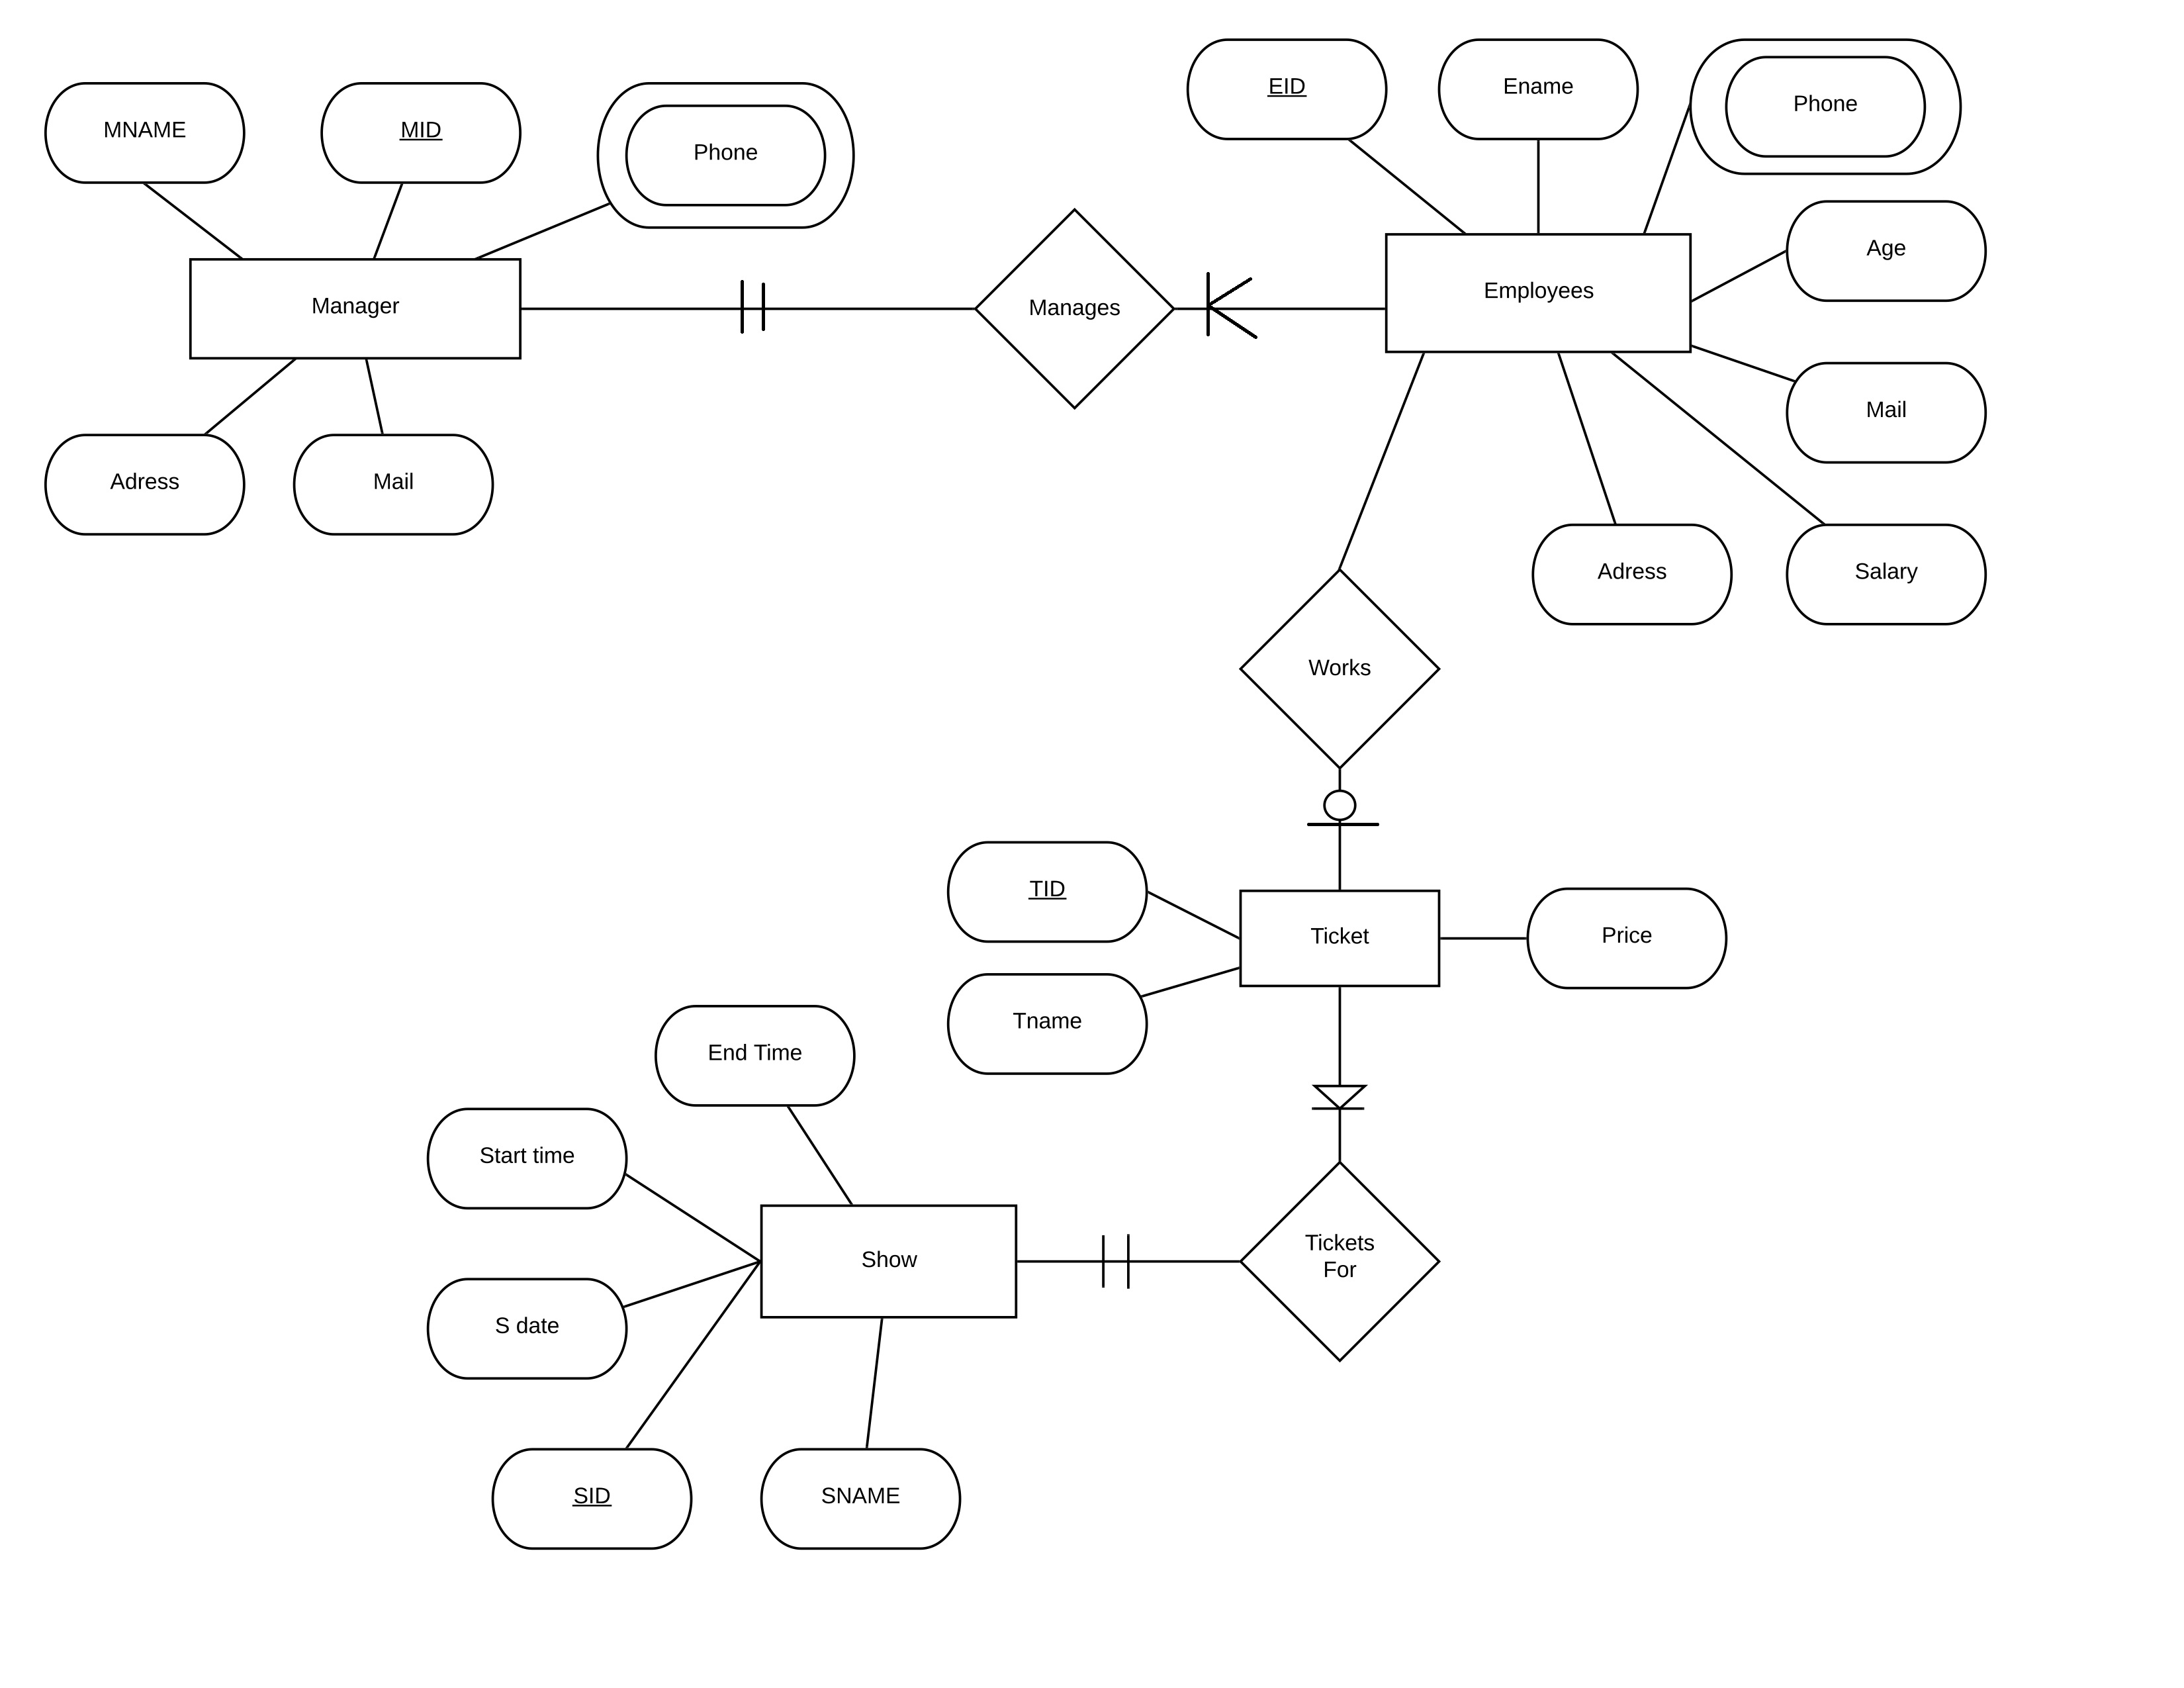 EID
Ename
Phone
MNAME
MID
Phone
Age
Employees
Manager
Manages
Mail
Adress
Mail
Adress
Salary
Works
TID
Ticket
Price
Tname
End Time
Start time
Show
Tickets
For
S date
SID
SNAME